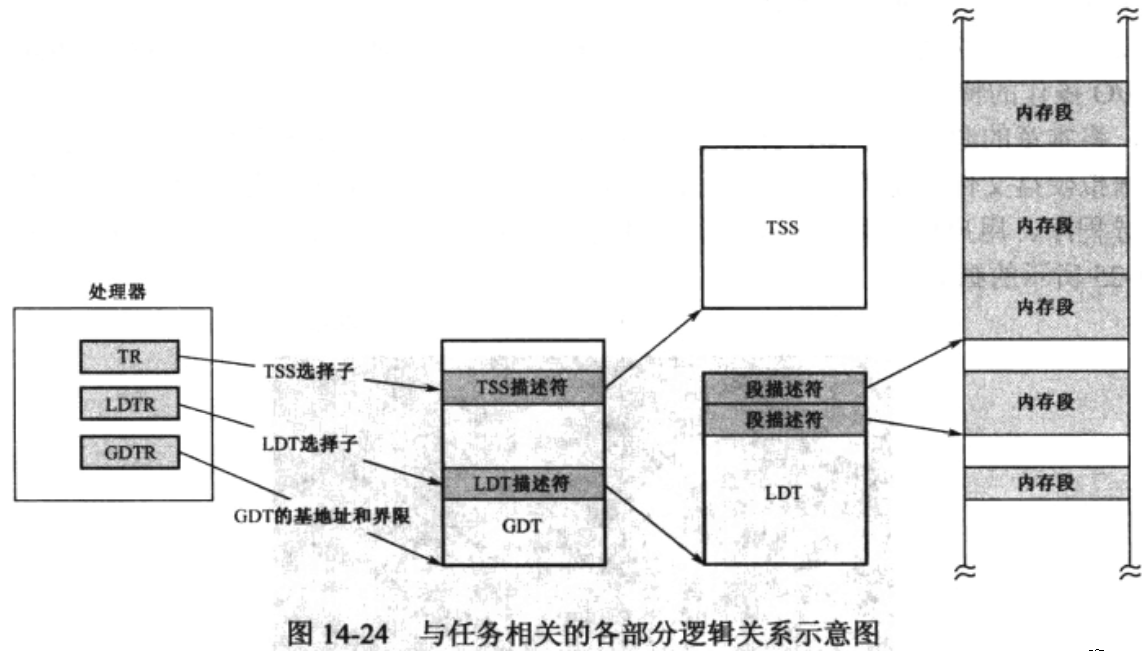 处理器
TR
LDTR
GDTR
TSS选择子
LDT选择子
GDT的基地址和界限
TSS描述符
LDT描述符
GDT
TSS
段描述符
段描述符
LDT
内存段
内存段
内存段
内存段
内存段
图 14-24 与任务相关的各部分逻辑关系示意图